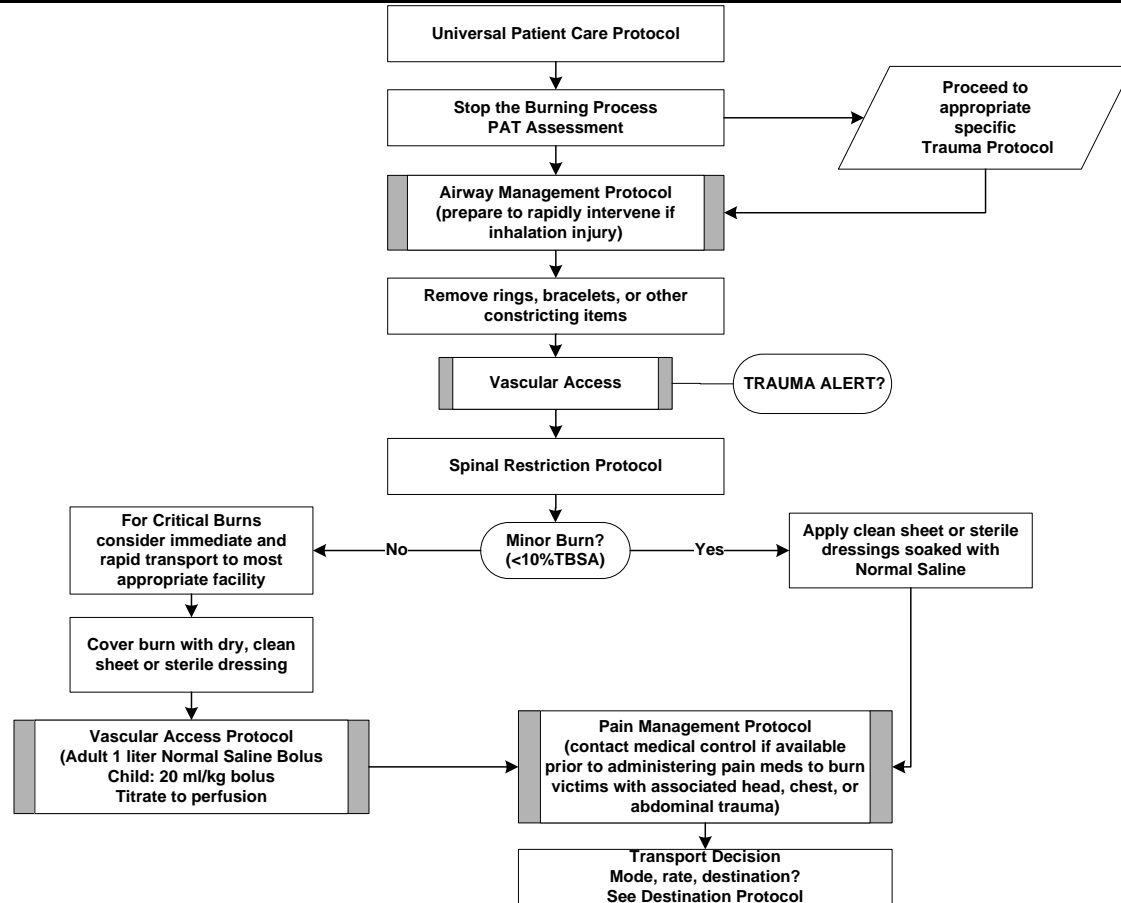 Universal Patient Care Protocol
Stop the Burning Process
PAT Assessment
Proceed to
appropriate
specific
Trauma Protocol
Airway Management Protocol
(prepare to rapidly intervene if
inhalation injury)
Remove rings, bracelets, or other
constricting items
Vascular Access
TRAUMA ALERT?
Spinal Restriction Protocol
Minor Burn?
(<10%TBSA)
No
Yes
For Critical Burns
consider immediate and
rapid transport to most
appropriate facility
Apply clean sheet or sterile
dressings soaked with
Normal Saline
Cover burn with dry, clean
sheet or sterile dressing
Vascular Access Protocol
(Adult 1 liter Normal Saline Bolus
Child: 20 ml/kg bolus
Titrate to perfusion
Pain Management Protocol
(contact medical control if available
prior to administering pain meds to burn
victims with associated head, chest, or
abdominal trauma)
Transport Decision
Mode, rate, destination?
See Destination Protocol